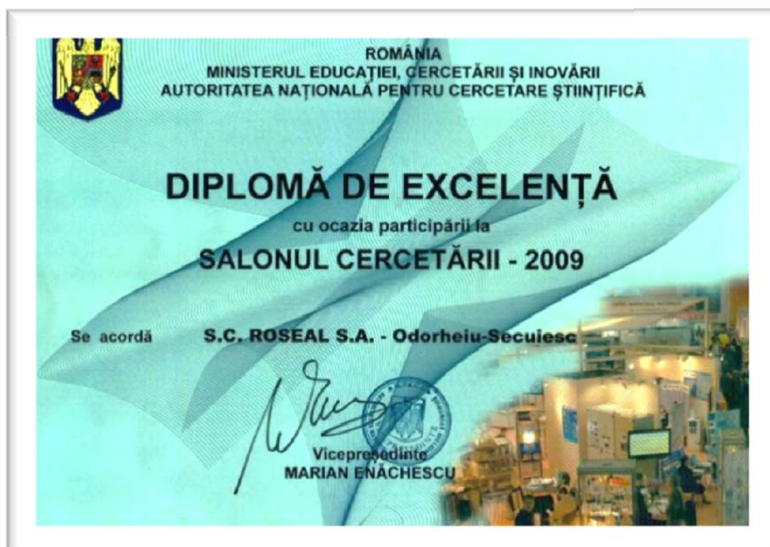 ROMÂNIA
MINISTERUL EDUCAȚIEI, CERCETĂRII ȘI INOVĂRII
AUTORITATEA NAȚIONALĂ PENTRU CERCETARE ȘTIINȚIFICĂ
DIPLOMĂ DE EXCELENȚĂ
cu ocazia participării la
SALONUL CERCETĂRII - 2009
Se acordă S.C. ROSEAL S.A. - Odorheiu-Secuiesc
Vicepreședinte
MARIAN ENĂCHESCU